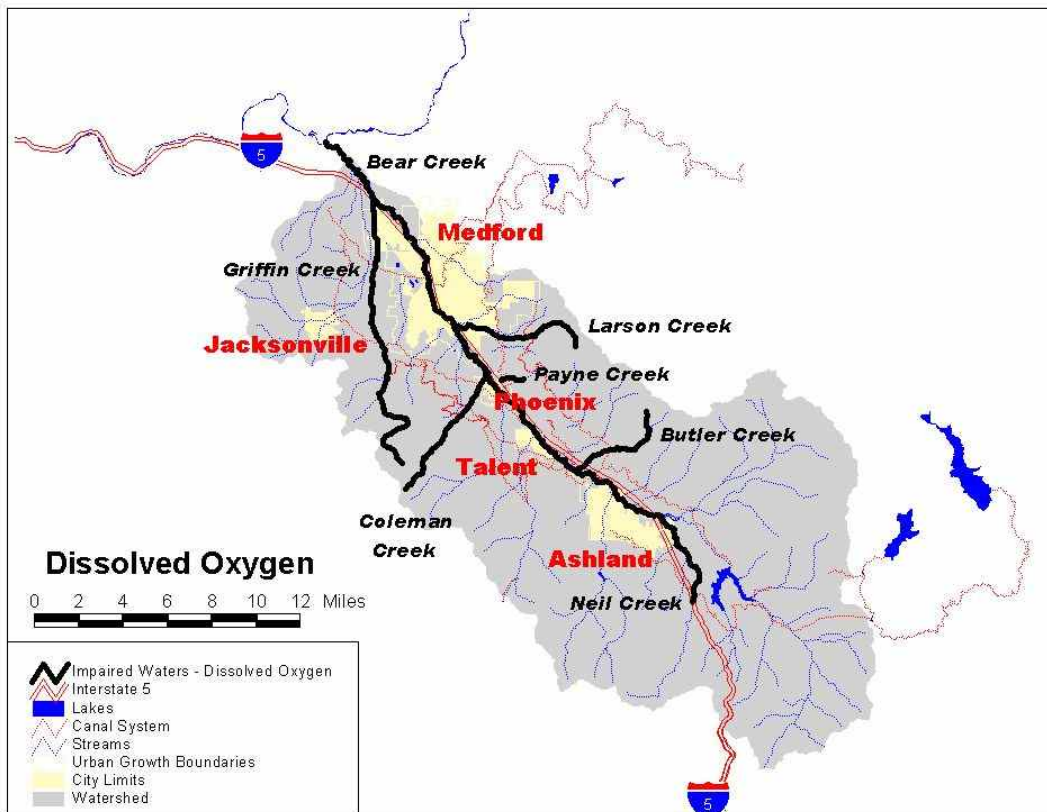 5
Bear Creek
Medford
Griffin Creek
Larson Creek
Jacksonville
Payne Creek
Phoenix
Butler Creek
Talent
Coleman
Creek
Ashland
Neil Creek
Dissolved Oxygen
0 2 4 6 8 10 12 Miles
Impaired Waters - Dissolved Oxygen
Interstate 5
Lakes
Canal System
Streams
Urban Growth Boundaries
City Limits
Watershed
5